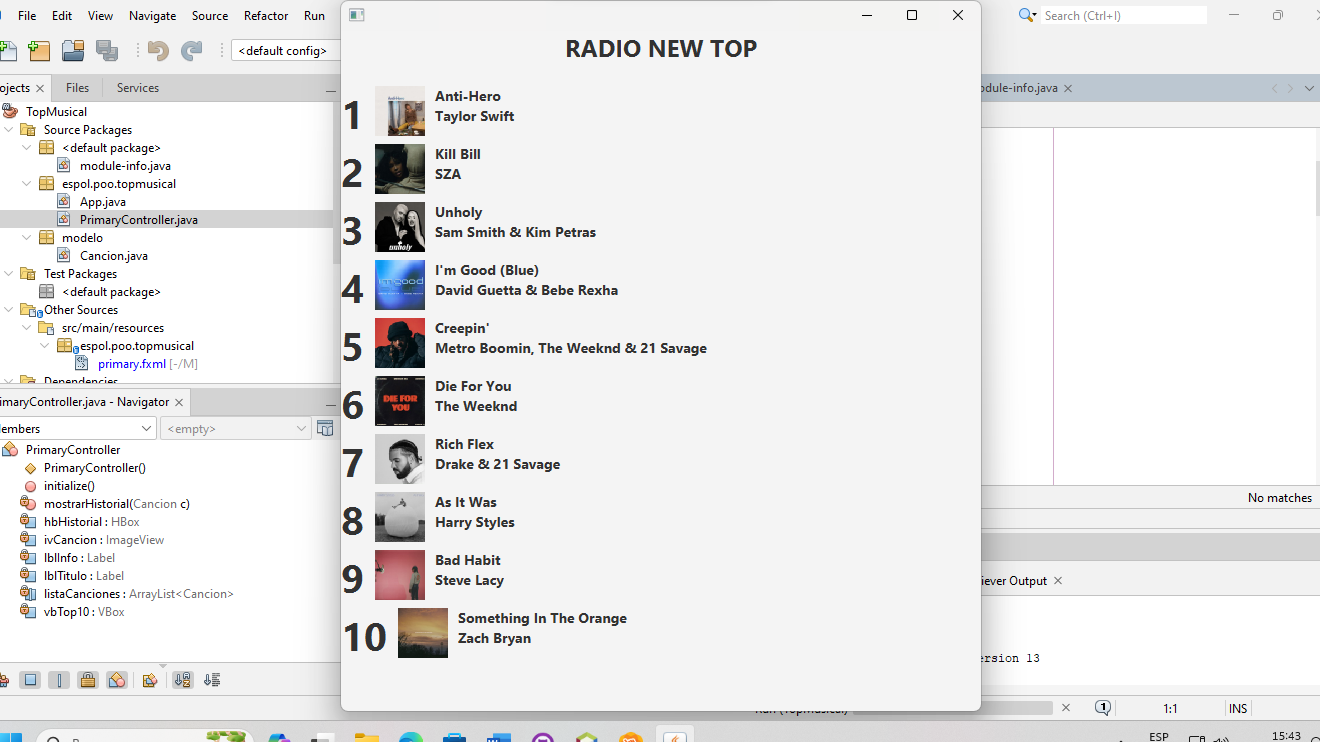 File Edit View Navigate Source Refactor Run
Search (Ctrl+I)
<default config>
RADIO NEW TOP
ojects Files Services
odule-info.java
TopMusical
Source Packages
<default package>
module-info.java
espol.poo.topmusical
App.java
PrimaryController.java
modelo
Cancion.java
Test Packages
<default package>
Other Sources
src/main/resources
espol.poo.topmusical
primary.fxml [-/M]
Dependencies
imaryController.java - Navigator
embers <empty>
PrimaryController
PrimaryController()
initialize()
mostrarHistorial(Cancion c)
hbHistorial : HBox
ivCancion : ImageView
lblInfo : Label
lblTitulo : Label
listaCanciones : ArrayList<Cancion>
vbTop10 : VBox
1
Anti-Hero
Taylor Swift
2
Kill Bill
SZA
3
unholy
Unholy
Sam Smith & Kim Petras
4
im good
I'm Good (Blue)
David Guetta & Bebe Rexha
5
Creepin'
Metro Boomin, The Weeknd & 21 Savage
6
DIE FOR
YOU
Die For You
The Weeknd
7
Rich Flex
Drake & 21 Savage
8
As It Was
Harry Styles
9
Bad Habit
Steve Lacy
10
Something In The Orange
Zach Bryan
No matches
iever Output
ersion 13
Run (TopMusical)
1
1:1 INS
ESP
15:43